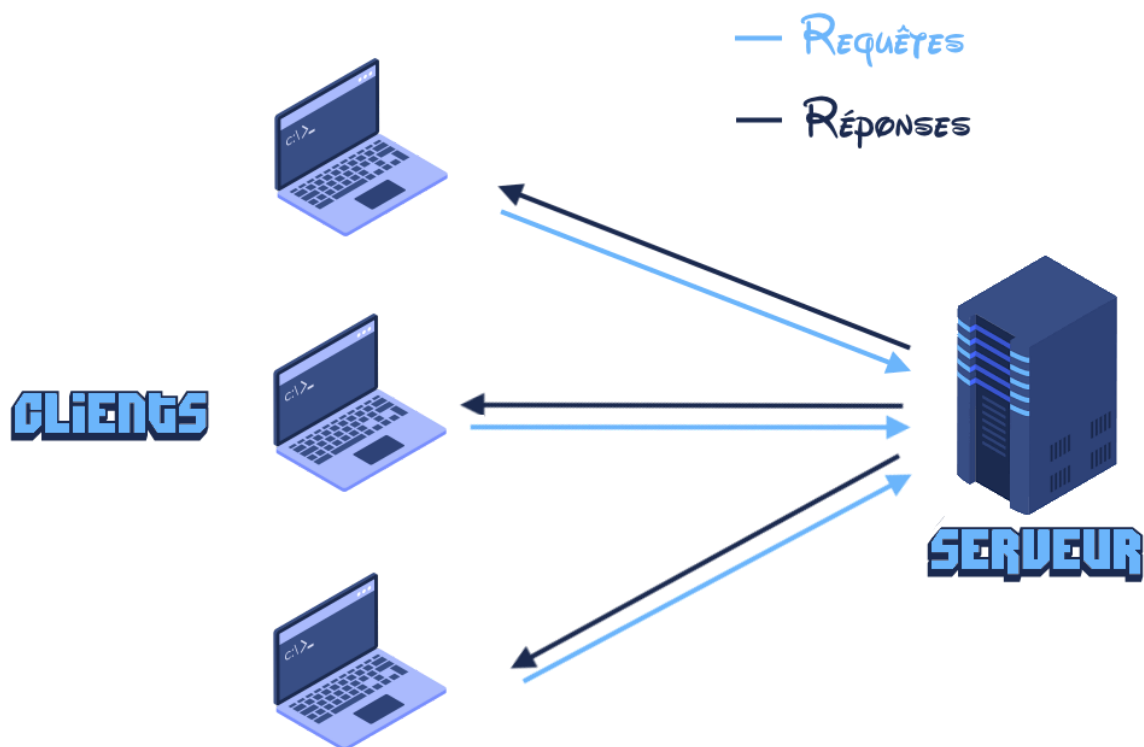 Requêtes
Réponses
c:\>_
c:\>_
CLIENTS
SERVEUR
c:\>_